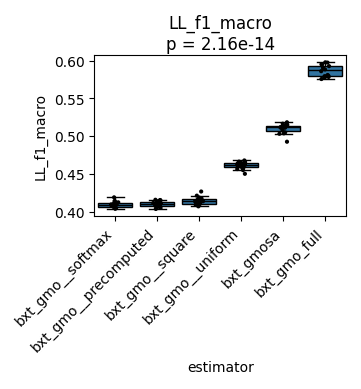 LL_f1_macro
p = 2.16e-14
LL_f1_macro
0.60
0.55
0.50
0.45
0.40
bxt_gmo__softmax
bxt_gmo__precomputed
bxt_gmo__square
bxt_gmo__uniform
bxt_gmosa
bxt_gmo_full
estimator